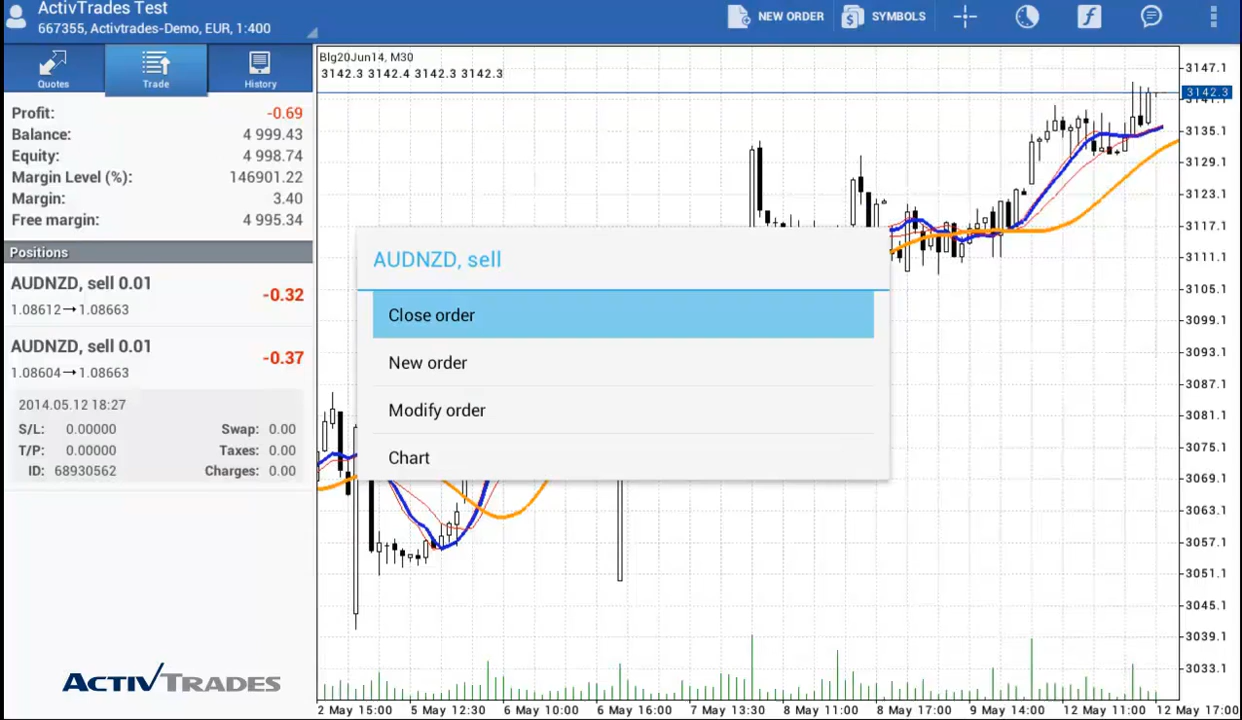 ActivTrades Test
667355, Activtrades-Demo, EUR, 1:400
NEW ORDER
SYMBOLS
Quotes
Trade
History
Profit: -0.69
Balance: 4 999.43
Equity: 4 998.74
Margin Level (%): 146901.22
Margin: 3.40
Free margin: 4 995.34
Positions
AUDNZD, sell 0.01
-0.32
1.08612→1.08663
AUDNZD, sell 0.01
-0.37
1.08604→1.08663
2014.05.12 18:27
S/L: 0.00000 Swap: 0.00
T/P: 0.00000 Taxes: 0.00
ID: 68930562 Charges: 0.00
ACTIVTRADES
Blg20Jun14, M30
3142.3 3142.4 3142.3 3142.3
AUDNZD, sell
Close order
New order
Modify order
Chart
3147.1
3142.3
3141.1
3135.1
3129.1
3123.1
3117.1
3111.1
3105.1
3099.1
3093.1
3087.1
3081.1
3075.1
3069.1
3063.1
3057.1
3051.1
3045.1
3039.1
3033.1
2 May 15:00 5 May 12:30 6 May 10:00 6 May 16:00 7 May 13:30 8 May 11:00 8 May 17:00 9 May 14:00 12 May 11:00 12 May 17:00